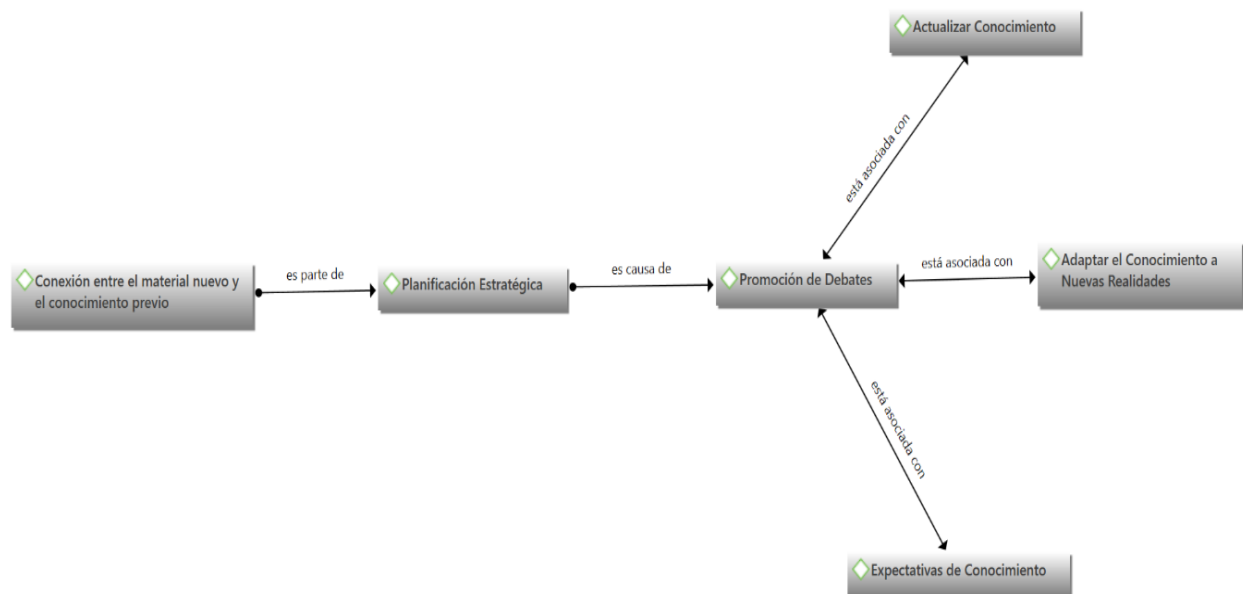 Actualizar Conocimiento
está asociada con
Conexión entre el material nuevo y
el conocimiento previo
es parte de
Planificación Estratégica
es causa de
Promoción de Debates
está asociada con
Adaptar el Conocimiento a
Nuevas Realidades
está asociada con
Expectativas de Conocimiento